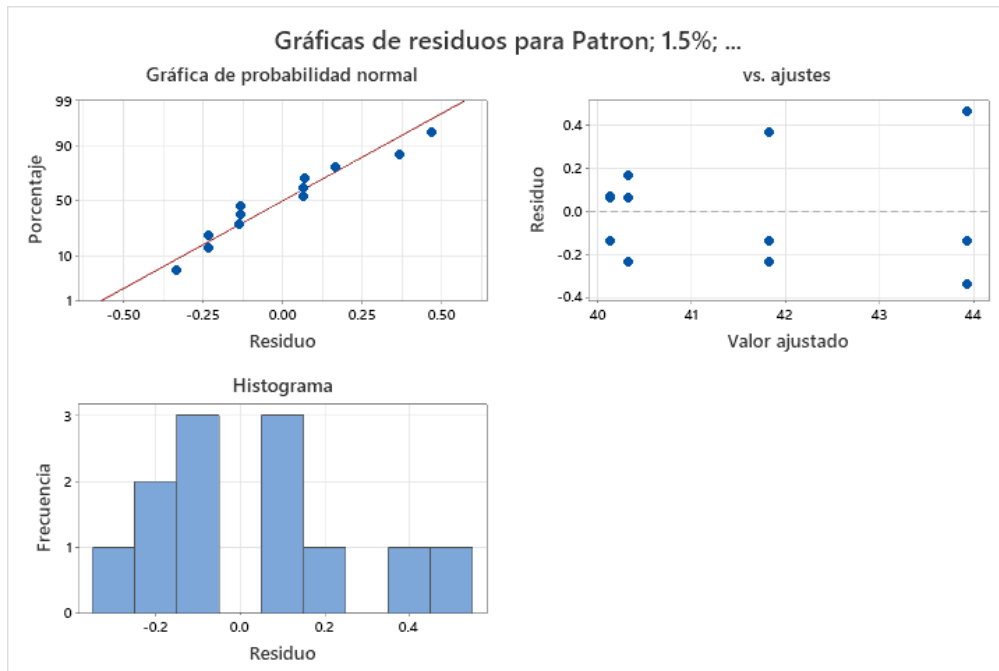 Gráficas de residuos para Patron; 1.5%; ...
Gráfica de probabilidad normal
99
90
50
10
1
Porcentaje
-0.50
-0.25
0.00
0.25
0.50
Residuo
vs. ajustes
0.4
0.2
0.0
-0.2
-0.4
Residuo
40
41
42
43
44
Valor ajustado
Histograma
3
2
1
0
Frecuencia
-0.2
0.0
0.2
0.4
Residuo